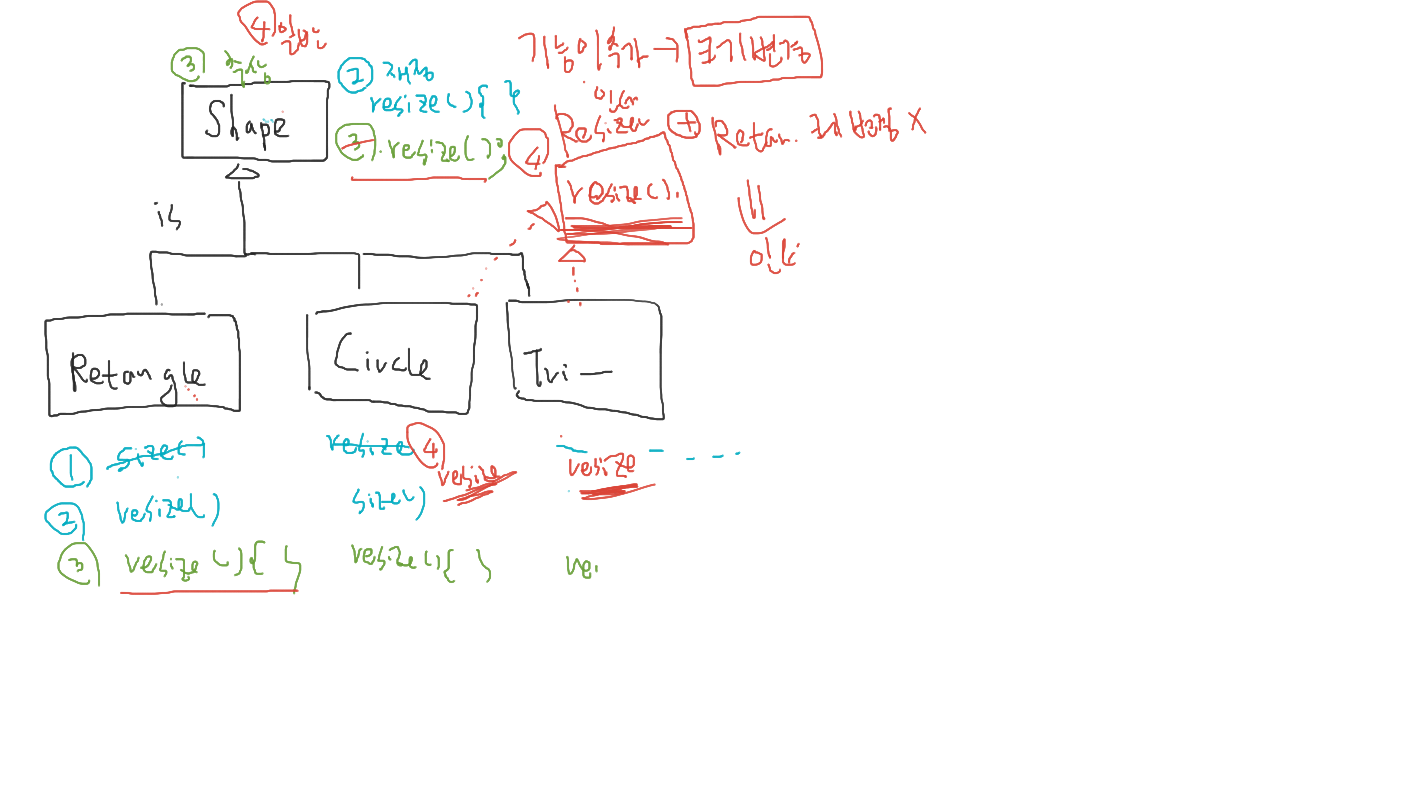 ④ 일반
③ 추상
Shape
② 재정
resize(){ }
③ resize();
기능이 추가 → 크기변경
인터
Resizer
④ resize().
⊕ Retan. 크기 변경 X
인터
is
Retangle
Circle
Tri —
① size()
resize ④ resize
resize
② resize()
size()
③ resize(){ }
resize(){ }
re.